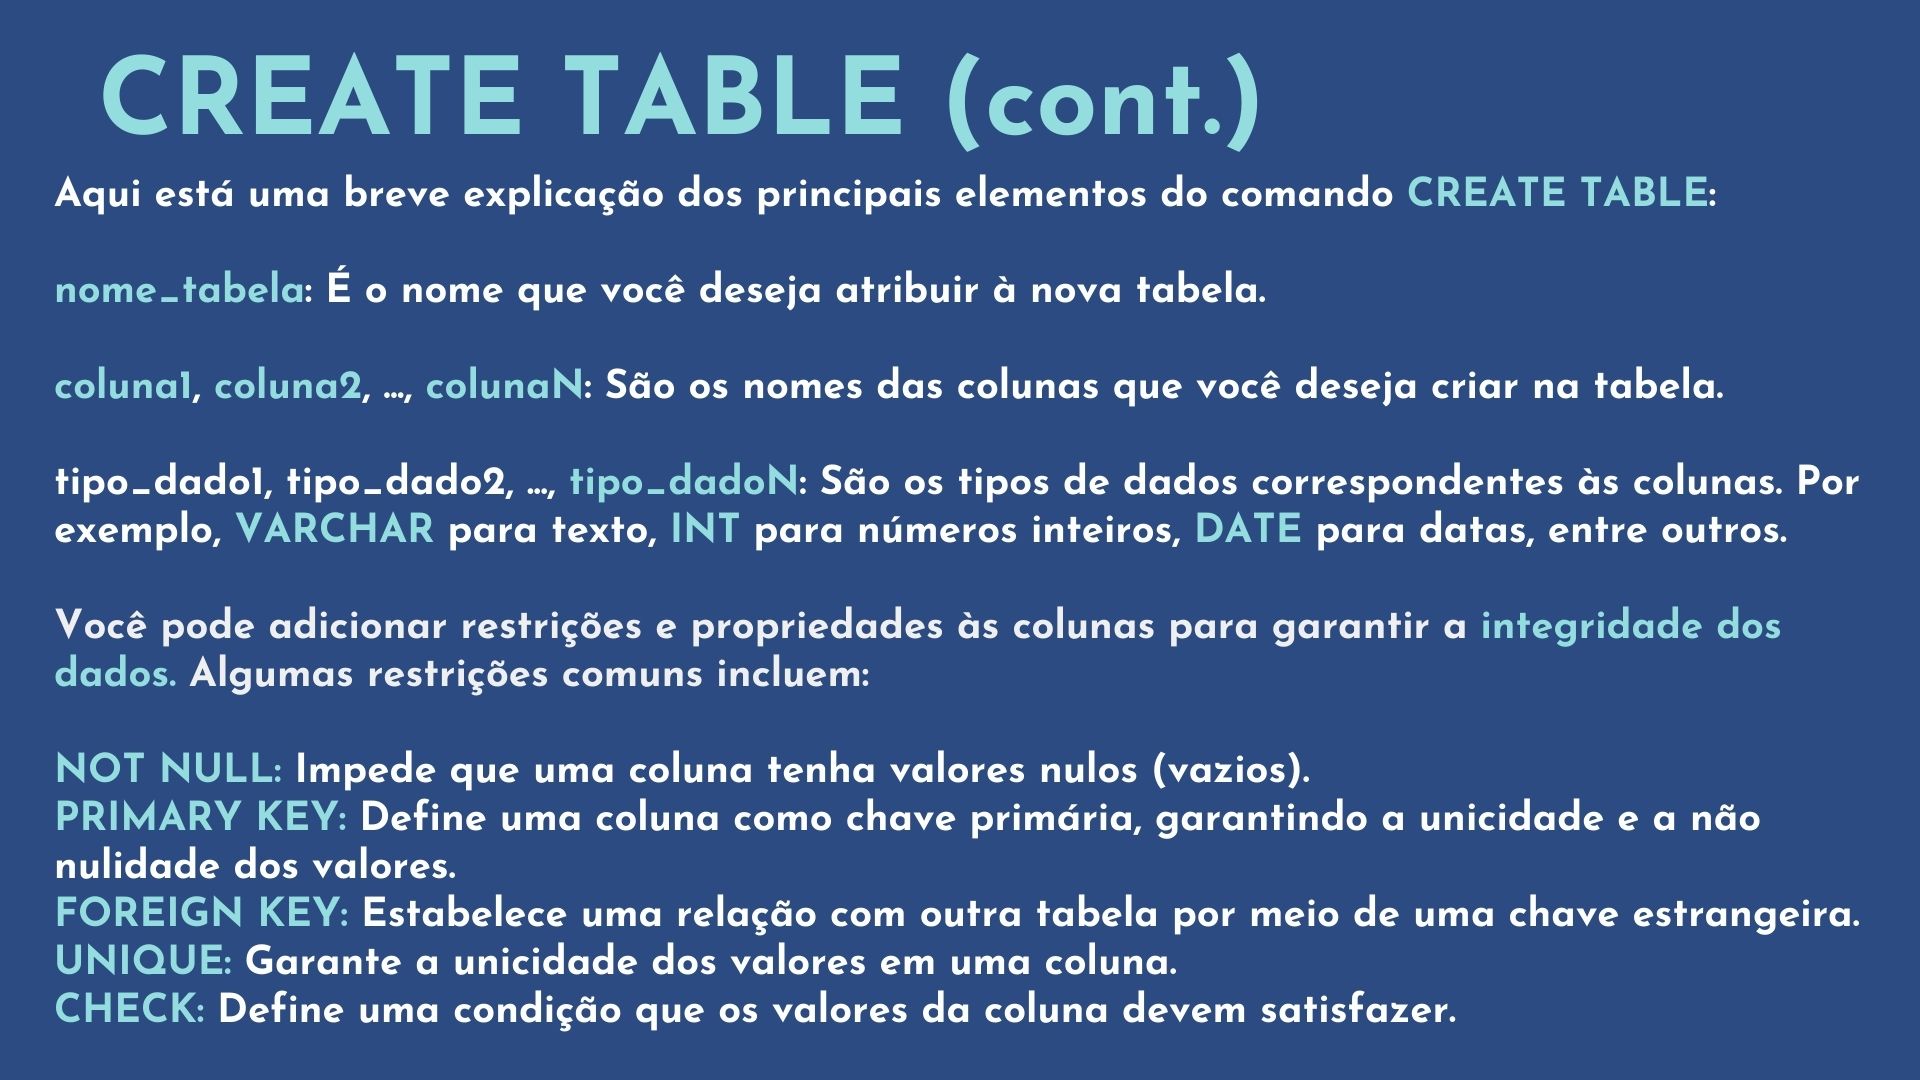 CREATE TABLE (cont.)
Aqui está uma breve explicação dos principais elementos do comando CREATE TABLE:
nome_tabela: É o nome que você deseja atribuir à nova tabela.
coluna1, coluna2, ..., colunaN: São os nomes das colunas que você deseja criar na tabela.
tipo_dado1, tipo_dado2, ..., tipo_dadoN: São os tipos de dados correspondentes às colunas. Por
exemplo, VARCHAR para texto, INT para números inteiros, DATE para datas, entre outros.
Você pode adicionar restrições e propriedades às colunas para garantir a integridade dos
dados. Algumas restrições comuns incluem:
NOT NULL: Impede que uma coluna tenha valores nulos (vazios).
PRIMARY KEY: Define uma coluna como chave primária, garantindo a unicidade e a não
nulidade dos valores.
FOREIGN KEY: Estabelece uma relação com outra tabela por meio de uma chave estrangeira.
UNIQUE: Garante a unicidade dos valores em uma coluna.
CHECK: Define uma condição que os valores da coluna devem satisfazer.